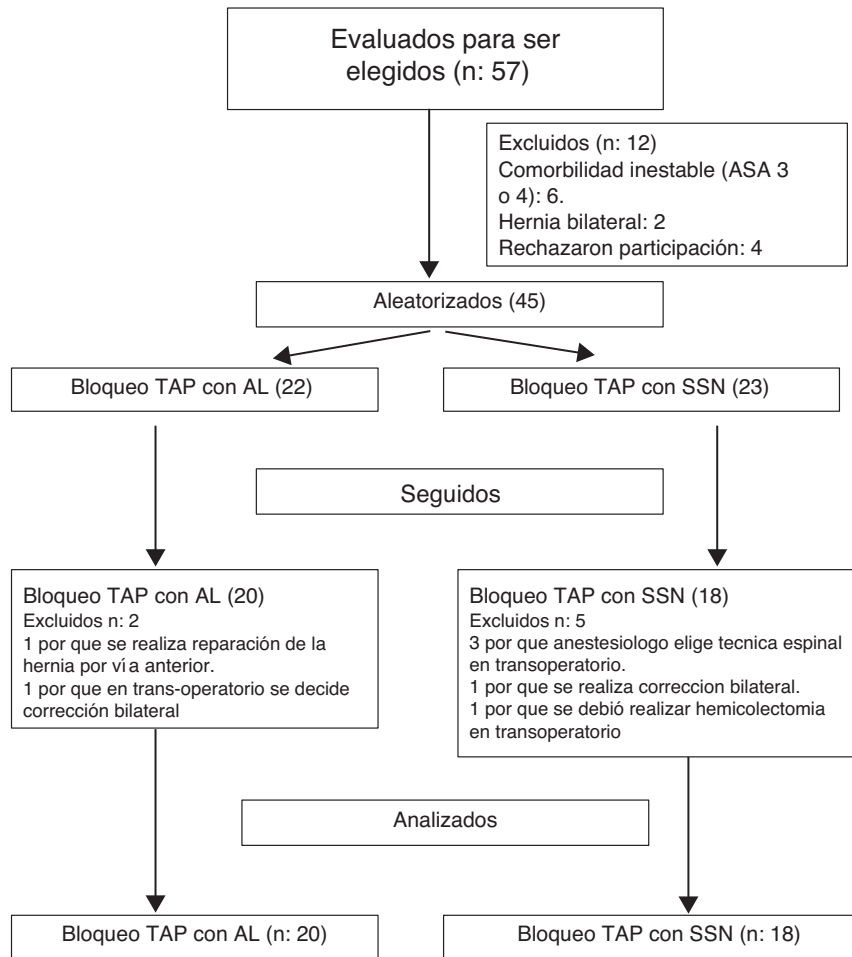 Evaluados para ser
elegidos (n: 57)
Excluidos (n: 12)
Comorbilidad inestable (ASA 3
o 4): 6.
Hernia bilateral: 2
Rechazaron participación: 4
Aleatorizados (45)
Bloqueo TAP con AL (22)
Bloqueo TAP con SSN (23)
Seguidos
Bloqueo TAP con AL (20)
Excluidos n: 2
1 por que se realiza reparación de la
hernia por vía anterior.
1 por que en trans-operatorio se decide
corrección bilateral
Bloqueo TAP con SSN (18)
Excluidos n: 5
3 por que anestesiologo elige tecnica espinal
en transoperatorio.
1 por que se realiza correccion bilateral.
1 por que se debió realizar hemicolectomia
en transoperatorio
Analizados
Bloqueo TAP con AL (n: 20)
Bloqueo TAP con SSN (n: 18)